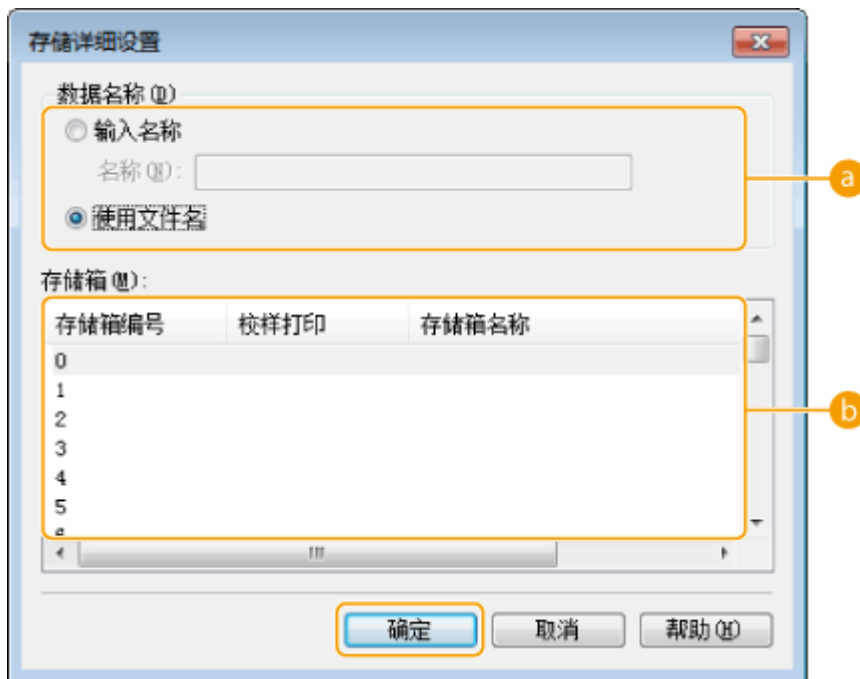 存储详细设置
数据名称(D)
输入名称
名称(N):
a
使用文件名
存储箱(M):
存储箱编号 校样打印 存储箱名称
0
1
2
b
3
4
5
确定 取消 帮助(H)